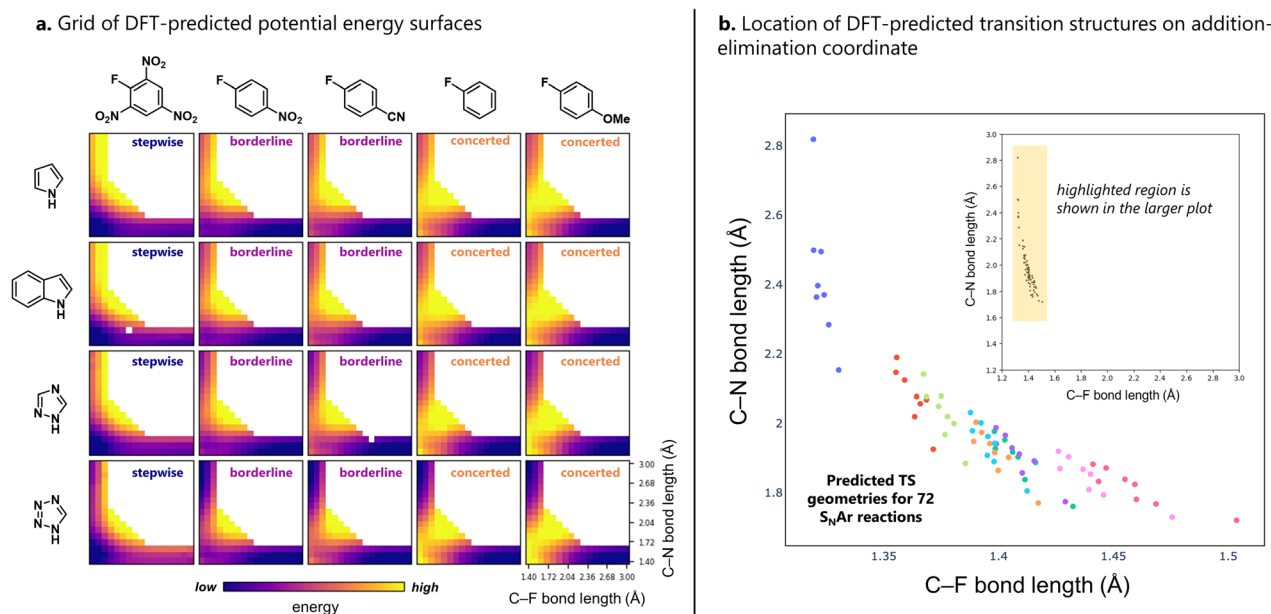 a. Grid of DFT-predicted potential energy surfaces
NO₂
F
O₂N
NO₂
F
NO₂
F
CN
F
F
OMe
N
H
stepwise
borderline
borderline
concerted
concerted
N
H
stepwise
borderline
borderline
concerted
concerted
N
N
N
H
stepwise
borderline
borderline
concerted
concerted
N
N
N
N
H
stepwise
borderline
borderline
concerted
concerted
3.00
2.68
2.36
2.04
1.72
1.40
C–N bond length (Å)
1.40 1.72 2.04 2.36 2.68 3.00
C–F bond length (Å)
low
high
energy
b. Location of DFT-predicted transition structures on addition-
elimination coordinate
2.8
2.6
2.4
2.2
2
1.8
C–N bond length (Å)
1.35 1.4 1.45 1.5
C–F bond length (Å)
Predicted TS
geometries for 72
SNAr reactions
3.0
2.8
2.6
2.4
2.2
2.0
1.8
1.6
1.4
1.2
C–N bond length (Å)
1.2 1.4 1.6 1.8 2.0 2.2 2.4 2.6 2.8 3.0
C–F bond length (Å)
highlighted region is
shown in the larger plot